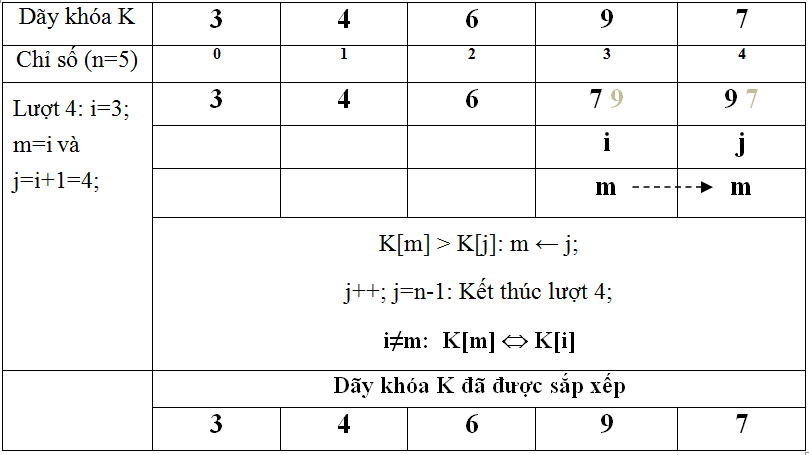 Dãy khóa K 3 4 6 9 7
Chỉ số (n=5) 0 1 2 3 4
Lượt 4: i=3; 3 4 6 7 9 9 7
m=i và i j
j=i+1=4; m m
K[m] > K[j]: m ← j;
j++; j=n-1: Kết thúc lượt 4;
i≠m: K[m] ⇔ K[i]
Dãy khóa K đã được sắp xếp
3 4 6 9 7